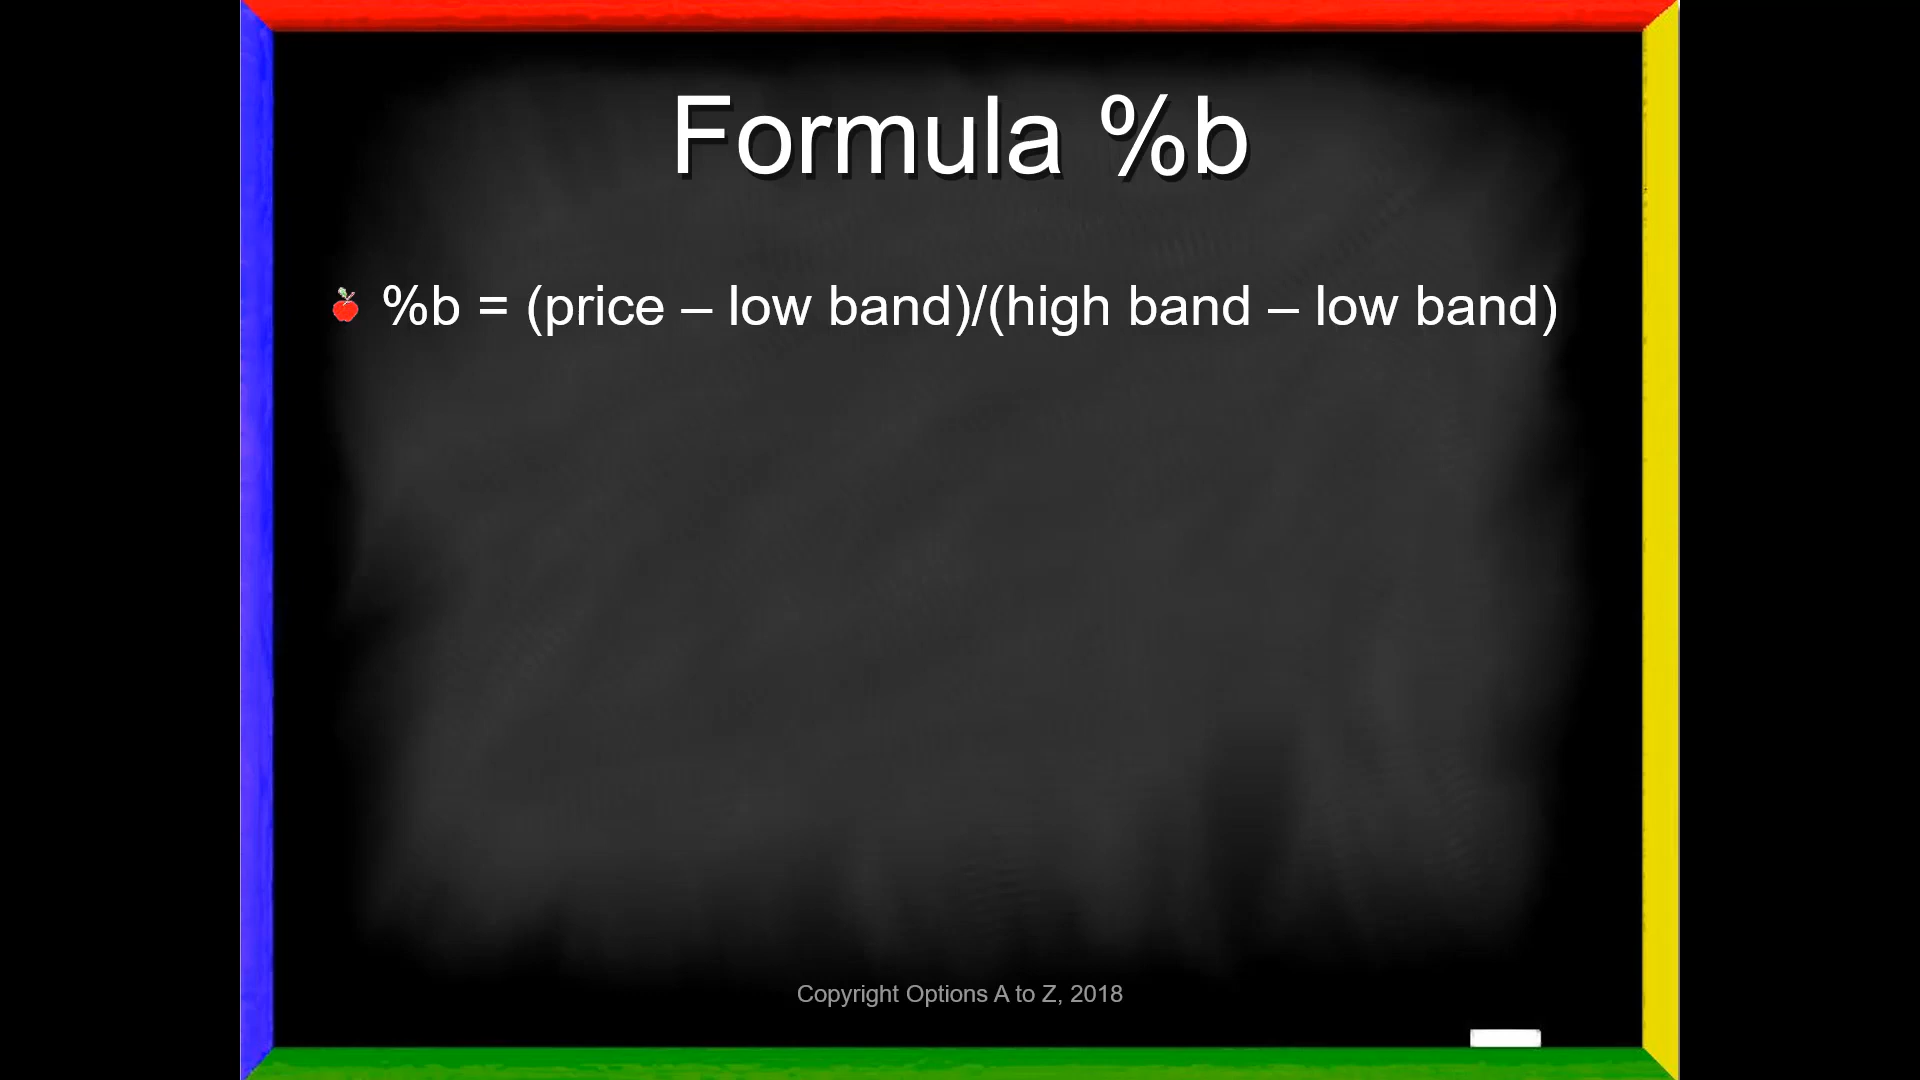 Formula %b
%b = (price – low band)/(high band – low band)
Copyright Options A to Z, 2018